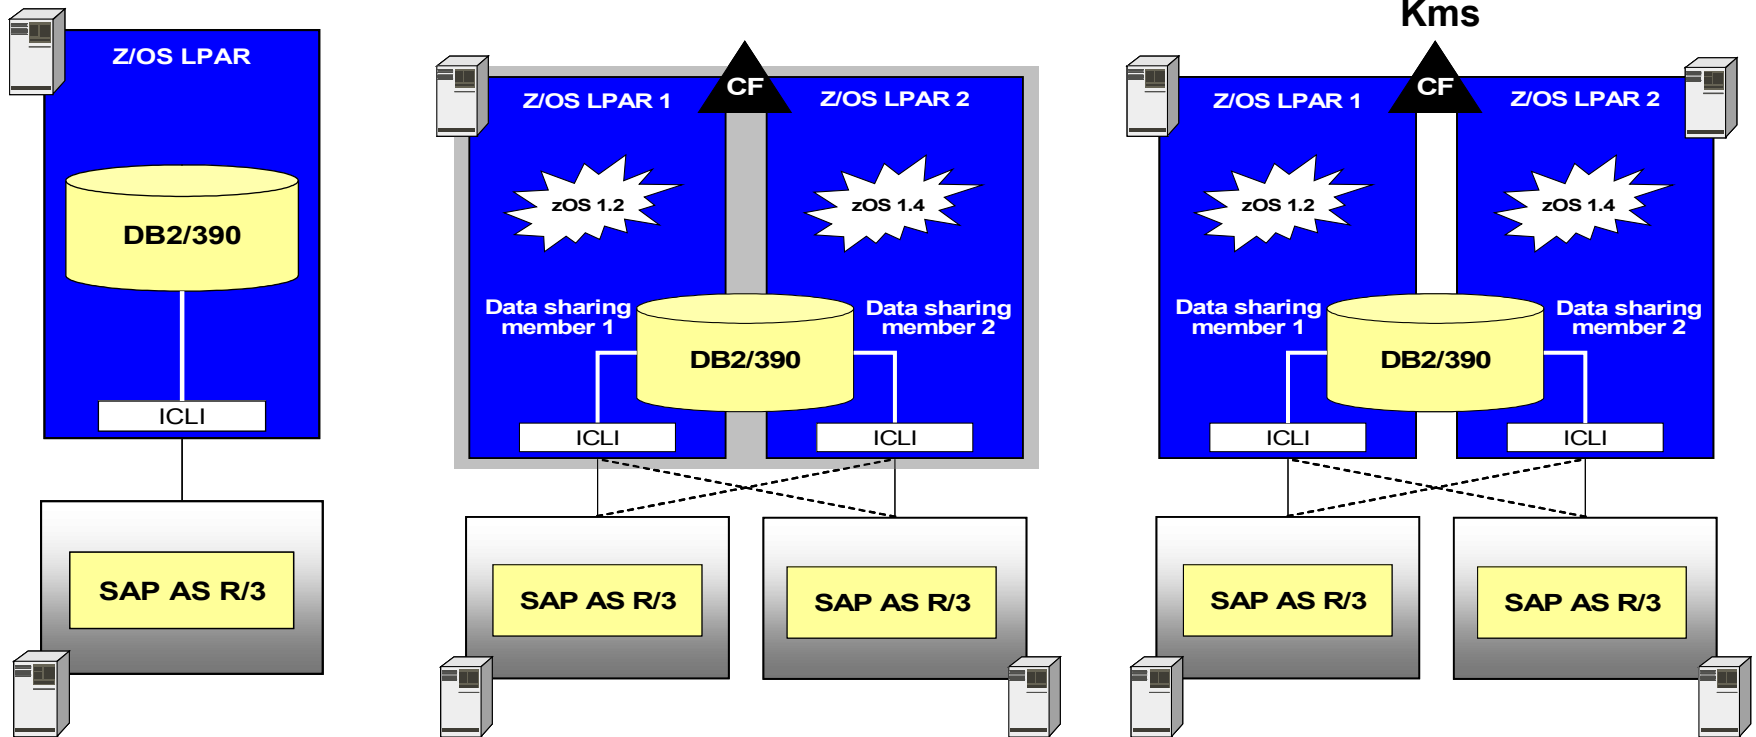 Kms
Z/OS LPAR
DB2/390
ICLI
SAP AS R/3
CF
Z/OS LPAR 1
Z/OS LPAR 2
zOS 1.2
zOS 1.4
Data sharing
member 1
Data sharing
member 2
DB2/390
ICLI
ICLI
SAP AS R/3
SAP AS R/3
CF
Z/OS LPAR 1
Z/OS LPAR 2
zOS 1.2
zOS 1.4
Data sharing
member 1
Data sharing
member 2
DB2/390
ICLI
ICLI
SAP AS R/3
SAP AS R/3